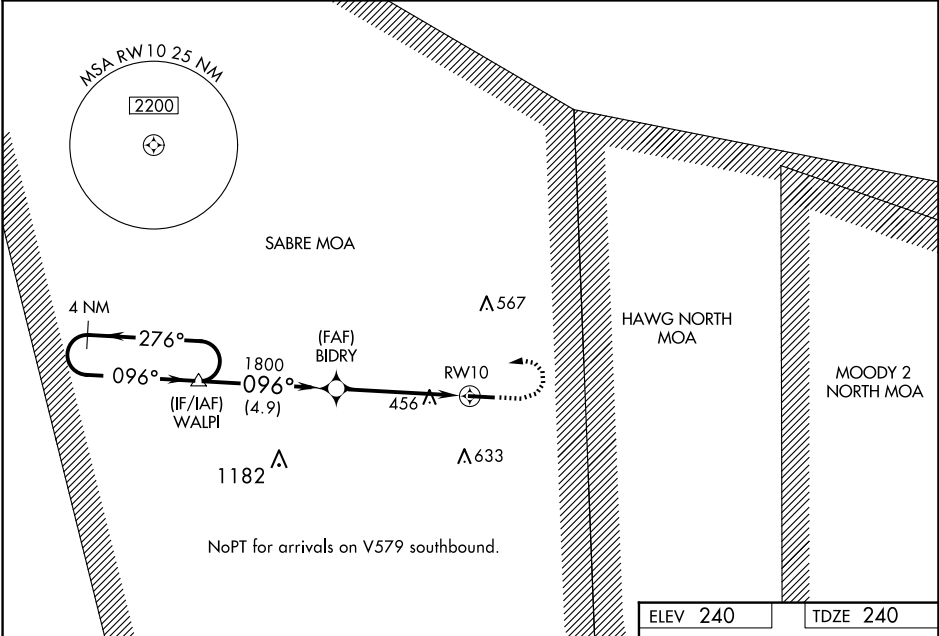 MSA RW10 25 NM
2200
SABRE MOA
4 NM
276°
096°
(IF/IAF)
WALPI
1800
096°
(4.9)
(FAF)
BIDRY
RW10
567
456
633
1182
HAWG NORTH
MOA
MOODY 2
NORTH MOA
NoPT for arrivals on V579 southbound.
ELEV 240
TDZE 240